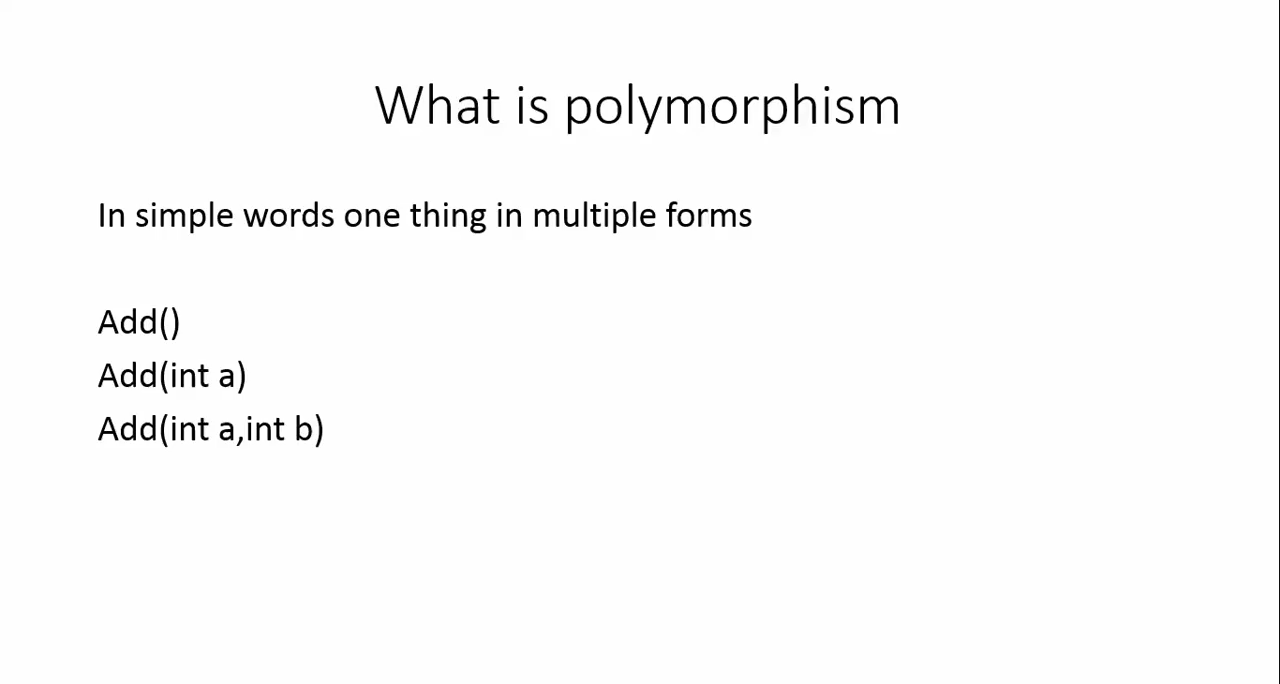 What is polymorphism
In simple words one thing in multiple forms
Add()
Add(int a)
Add(int a,int b)